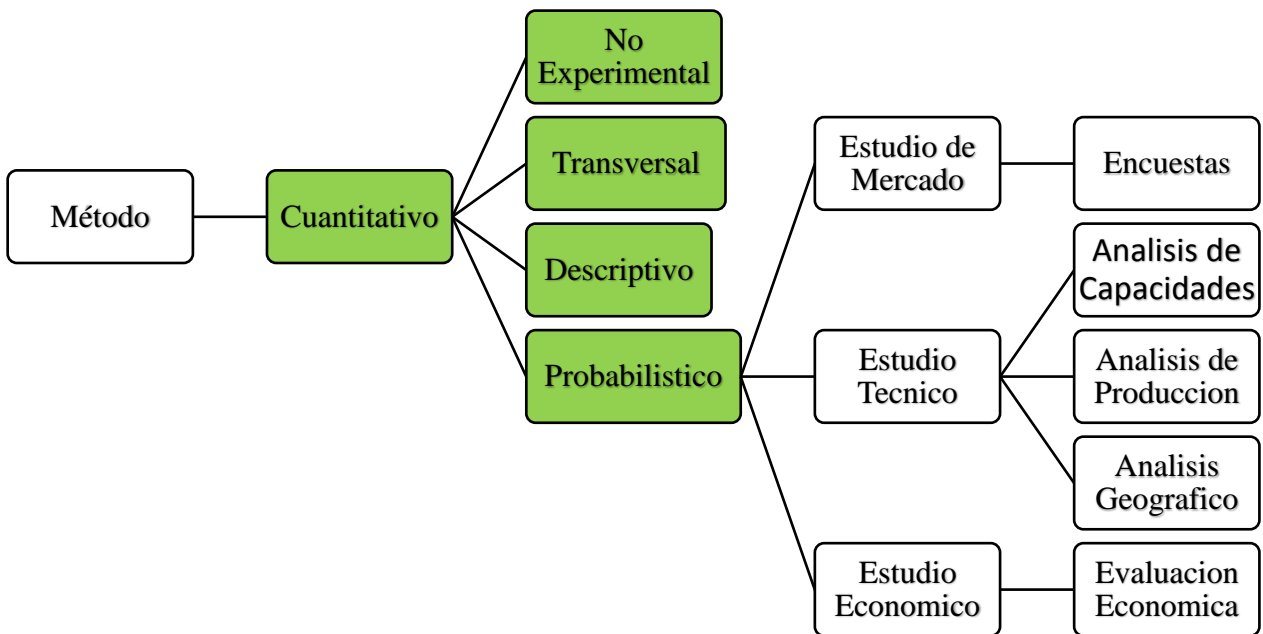 Método
Cuantitativo
No
Experimental
Transversal
Descriptivo
Probabilistico
Estudio de
Mercado
Encuestas
Estudio
Tecnico
Analisis de
Capacidades
Analisis de
Produccion
Analisis
Geografico
Estudio
Economico
Evaluacion
Economica